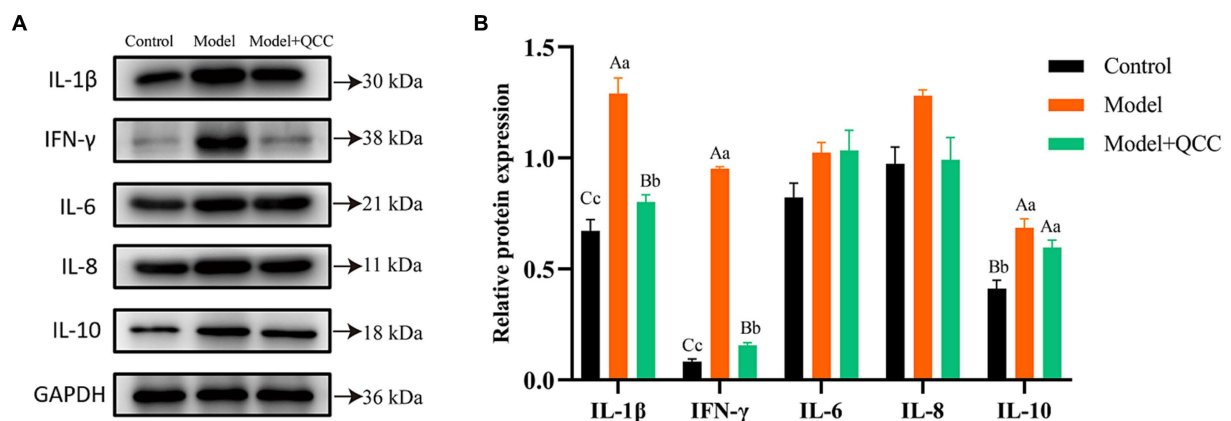 A
Control Model Model+QCC
IL-1β → 30 kDa
IFN-γ → 38 kDa
IL-6 → 21 kDa
IL-8 → 11 kDa
IL-10 → 18 kDa
GAPDH → 36 kDa
B
Relative protein expression
1.5
1.0
0.5
0.0
Cc Aa Bb
Cc Aa Bb
Bb Aa Aa
IL-1β IFN-γ IL-6 IL-8 IL-10
Control
Model
Model+QCC